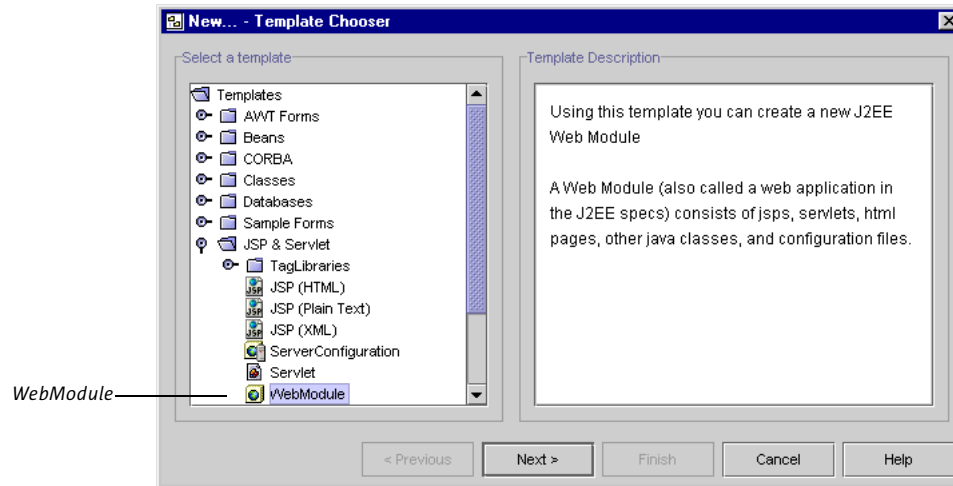 New... - Template Chooser
Select a template
Templates
AWT Forms
Beans
CORBA
Classes
Databases
Sample Forms
JSP & Servlet
TagLibraries
JSP (HTML)
JSP (Plain Text)
JSP (XML)
ServerConfiguration
Servlet
WebModule
WebModule
Template Description
Using this template you can create a new J2EE
Web Module
A Web Module (also called a web application in
the J2EE specs) consists of jsps, servlets, html
pages, other java classes, and configuration files.
< Previous
Next >
Finish
Cancel
Help